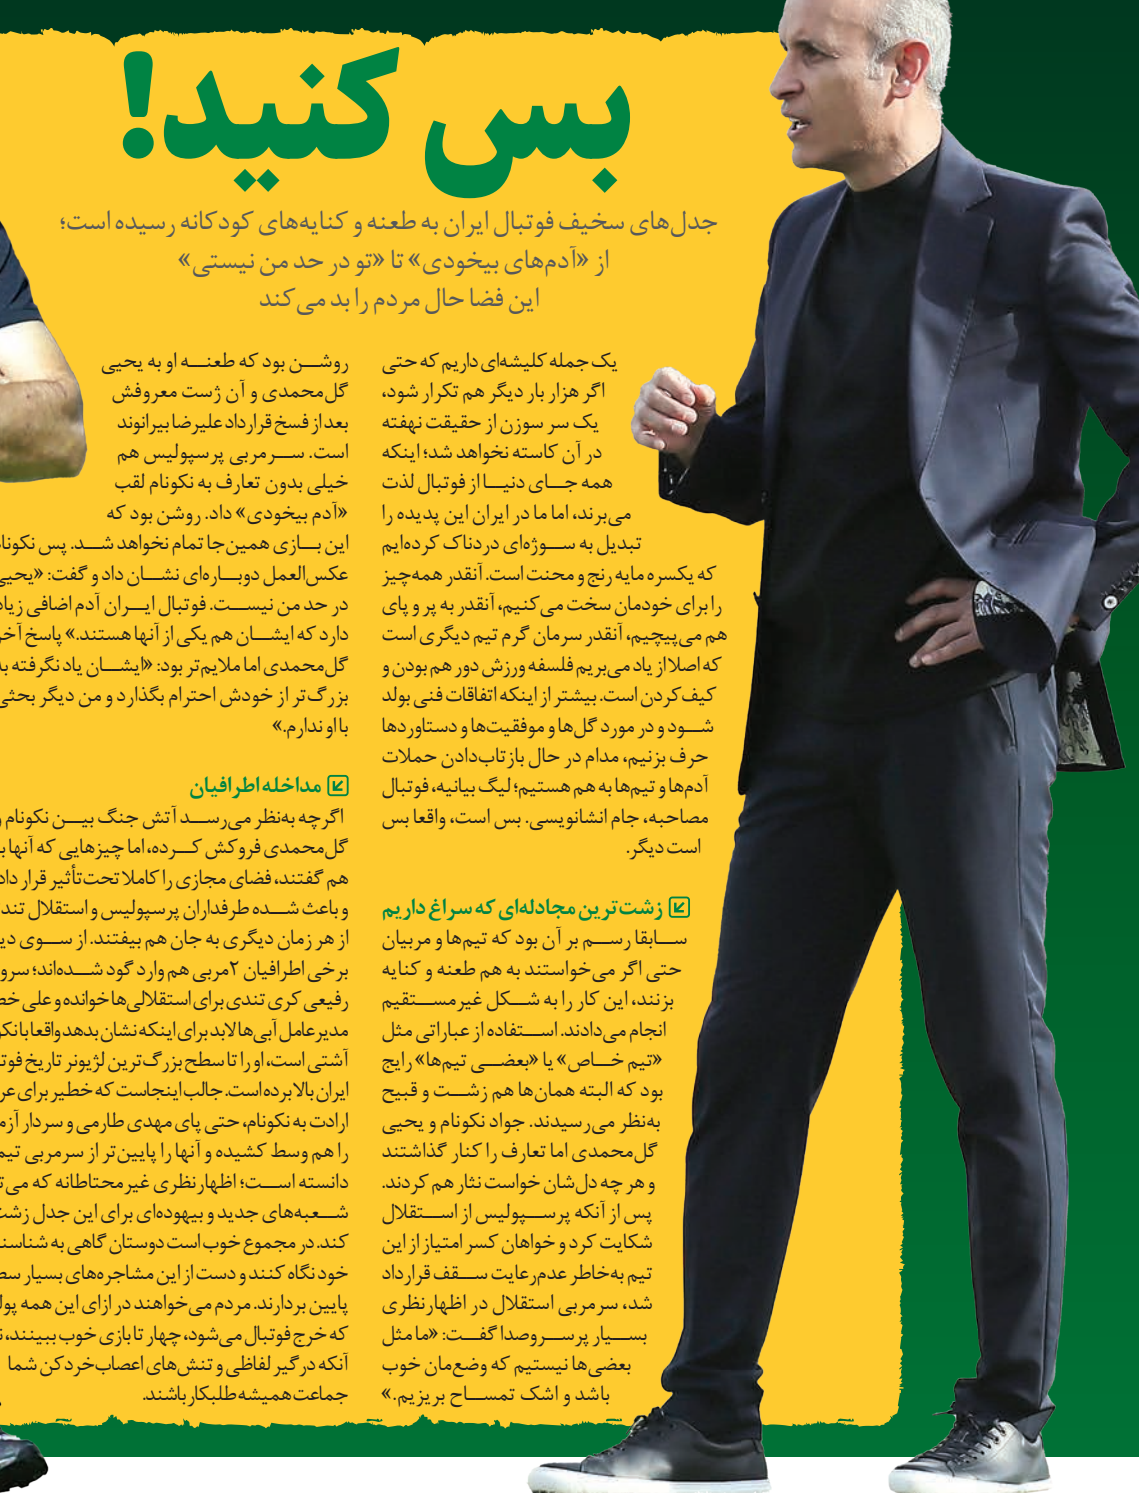 بس کنید!
جدل‌های سخیف فوتبال ایران به طعنه و کنایه‌های کودکانه رسیده است؛
از «آدم‌های بیخودی» تا «تو در حد من نیستی»
این فضا حال مردم را بد می‌کند
یک جمله کلیشه‌ای داریم که حتی
اگر هزار بار دیگر هم تکرار شود،
یک سر سوزن از حقیقت نهفته
در آن کاسته نخواهد شد؛ اینکه
همه جای دنیا از فوتبال لذت
می‌برند، اما ما در ایران این پدیده را
تبدیل به سوژه‌ای دردناک کرده‌ایم
که یکسره مایه رنج و محنت است. آنقدر همه‌چیز
را برای خودمان سخت می‌کنیم، آنقدر به پر و پای
هم می‌پیچیم، آنقدر سرمان گرم تیم دیگری است
که اصلا از یاد می‌بریم فلسفه ورزش دور هم بودن و
کیف کردن است. بیشتر از اینکه اتفاقات فنی بولد
شود و در مورد گل‌ها و موفقیت‌ها و دستاوردها
حرف بزنیم، مدام در حال بازتاب‌دادن حملات
آدم‌ها و تیم‌ها به هم هستیم؛ لیگ بیانیه، فوتبال
مصاحبه، جام انشانویسی. بس است، واقعا بس
است دیگر.
زشت‌ترین مجادله‌ای که سراغ داریم
سابقا رسم بر آن بود که تیم‌ها و مربیان
حتی اگر می‌خواستند به هم طعنه و کنایه
بزنند، این کار را به شکل غیرمستقیم
انجام می‌دادند. استفاده از عباراتی مثل
«تیم خاص» یا «بعضی تیم‌ها» رایج
بود که البته همان‌ها هم زشت و قبیح
به‌نظر می‌رسیدند. جواد نکونام و یحیی
گل‌محمدی اما تعارف را کنار گذاشتند
و هر چه دل‌شان خواست نثار هم کردند.
پس از آنکه پرسپولیس از استقلال
شکایت کرد و خواهان کسر امتیاز از این
تیم به‌خاطر عدم‌رعایت سقف قرارداد
شد، سرمربی استقلال در اظهارنظری
بسیار پرسروصدا گفت: «ما مثل
بعضی‌ها نیستیم که وضع‌مان خوب
باشد و اشک تمساح بریزیم.»
روشن بود که طعنه او به یحیی
گل‌محمدی و آن ژست معروفش
بعد از فسخ قرارداد علیرضا بیرانوند
است. سرمربی پرسپولیس هم
خیلی بدون تعارف به نکونام لقب
«آدم بیخودی» داد. روشن بود که
این بازی همین‌جا تمام نخواهد شد. پس نکونام
عکس‌العمل دوباره‌ای نشان داد و گفت: «یحیی
در حد من نیست. فوتبال ایران آدم اضافی زیاد
دارد که ایشان هم یکی از آنها هستند.» پاسخ آخر
گل‌محمدی اما ملایم‌تر بود: «ایشان یاد نگرفته به
بزرگ‌تر از خودش احترام بگذارد و من دیگر بحثی
با او ندارم.»
مداخله اطرافیان
اگرچه به‌نظر می‌رسد آتش جنگ بین نکونام و
گل‌محمدی فروکش کرده، اما چیزهایی که آنها
هم گفتند، فضای مجازی را کاملا تحت‌تأثیر قرار
و باعث شده طرفداران پرسپولیس و استقلال
از هر زمان دیگری به جان هم بیفتند. از سوی
برخی اطرافیان ۲مربی هم وارد گود شده‌اند؛
رفیعی کری تندی برای استقلالی‌ها خوانده و علی
مدیرعامل آبی‌ها لابد برای اینکه نشان بدهد واقعا
آشتی است، او را تا سطح بزرگ‌ترین لژیونر تاریخ
ایران بالا برده‌است. جالب اینجاست که خطیر برای
ارادت به نکونام، حتی پای مهدی طارمی و سردار
را هم وسط کشیده و آنها را پایین‌تر از سرمربی
دانسته است؛ اظهارنظری غیرمحتاطانه که
شعبه‌های جدید و بیهوده‌ای برای این جدل
کند. در مجموع خوب است دوستان گاهی به
خود نگاه کنند و دست از این مشاجره‌های بسیار
پایین بردارند. مردم می‌خواهند در ازای این همه
که خرج فوتبال می‌شود، چهار تا بازی خوب ببینند،
آنکه درگیر لفاظی و تنش‌های اعصاب‌خردکن شما
جماعت همیشه طلبکار باشند.